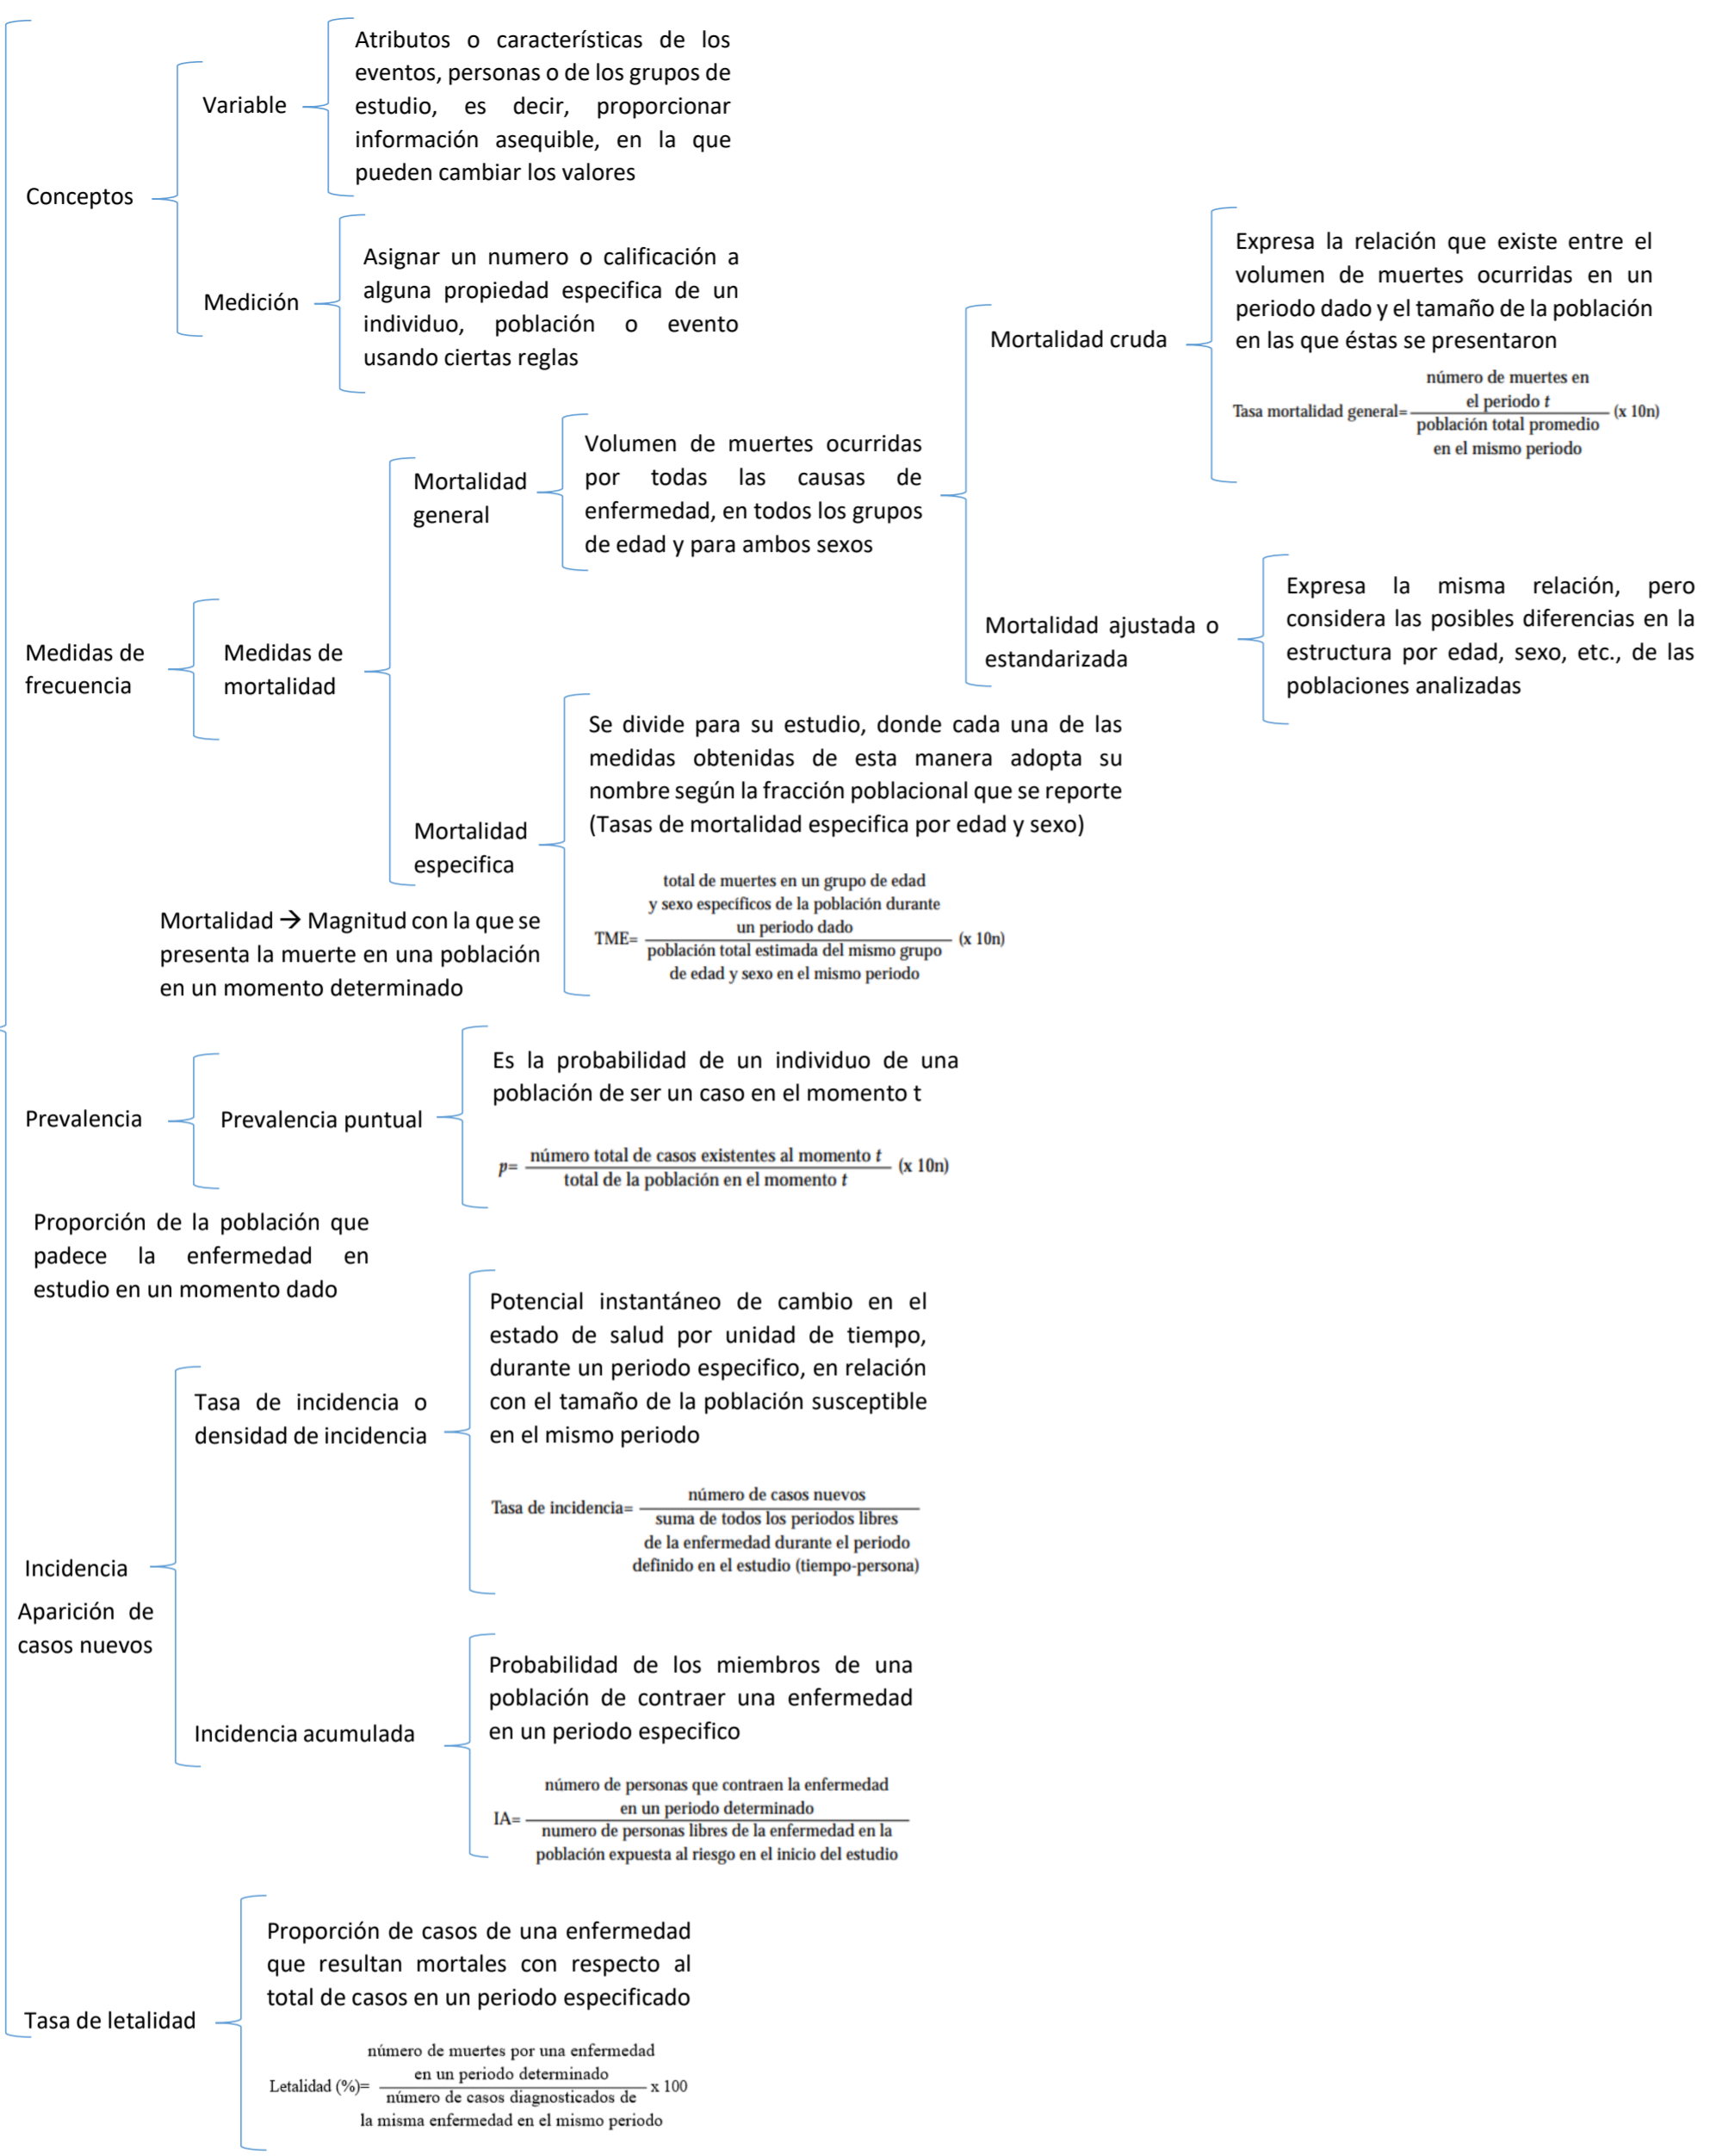 Conceptos
Variable
Atributos o características de los
eventos, personas o de los grupos de
estudio, es decir, proporcionar
información asequible, en la que
pueden cambiar los valores
Medición
Asignar un numero o calificación a
alguna propiedad especifica de un
individuo, población o evento
usando ciertas reglas
Medidas de
frecuencia
Medidas de
mortalidad
Mortalidad
general
Volumen de muertes ocurridas
por todas las causas de
enfermedad, en todos los grupos
de edad y para ambos sexos
Mortalidad cruda
Expresa la relación que existe entre el
volumen de muertes ocurridas en un
periodo dado y el tamaño de la población
en las que éstas se presentaron
número de muertes en
el periodo t
Tasa mortalidad general= (x 10n)
población total promedio
en el mismo periodo
Mortalidad ajustada o
estandarizada
Expresa la misma relación, pero
considera las posibles diferencias en la
estructura por edad, sexo, etc., de las
poblaciones analizadas
Mortalidad
especifica
Se divide para su estudio, donde cada una de las
medidas obtenidas de esta manera adopta su
nombre según la fracción poblacional que se reporte
(Tasas de mortalidad especifica por edad y sexo)
total de muertes en un grupo de edad
y sexo específicos de la población durante
un periodo dado
TME= (x 10n)
población total estimada del mismo grupo
de edad y sexo en el mismo periodo
Mortalidad → Magnitud con la que se
presenta la muerte en una población
en un momento determinado
Prevalencia
Prevalencia puntual
Es la probabilidad de un individuo de una
población de ser un caso en el momento t
número total de casos existentes al momento t
p= (x 10n)
total de la población en el momento t
Proporción de la población que
padece la enfermedad en
estudio en un momento dado
Incidencia
Aparición de
casos nuevos
Tasa de incidencia o
densidad de incidencia
Potencial instantáneo de cambio en el
estado de salud por unidad de tiempo,
durante un periodo especifico, en relación
con el tamaño de la población susceptible
en el mismo periodo
número de casos nuevos
Tasa de incidencia=
suma de todos los periodos libres
de la enfermedad durante el periodo
definido en el estudio (tiempo-persona)
Incidencia acumulada
Probabilidad de los miembros de una
población de contraer una enfermedad
en un periodo especifico
número de personas que contraen la enfermedad
en un periodo determinado
IA=
numero de personas libres de la enfermedad en la
población expuesta al riesgo en el inicio del estudio
Tasa de letalidad
Proporción de casos de una enfermedad
que resultan mortales con respecto al
total de casos en un periodo especificado
número de muertes por una enfermedad
en un periodo determinado
Letalidad (%)= x 100
número de casos diagnosticados de
la misma enfermedad en el mismo periodo